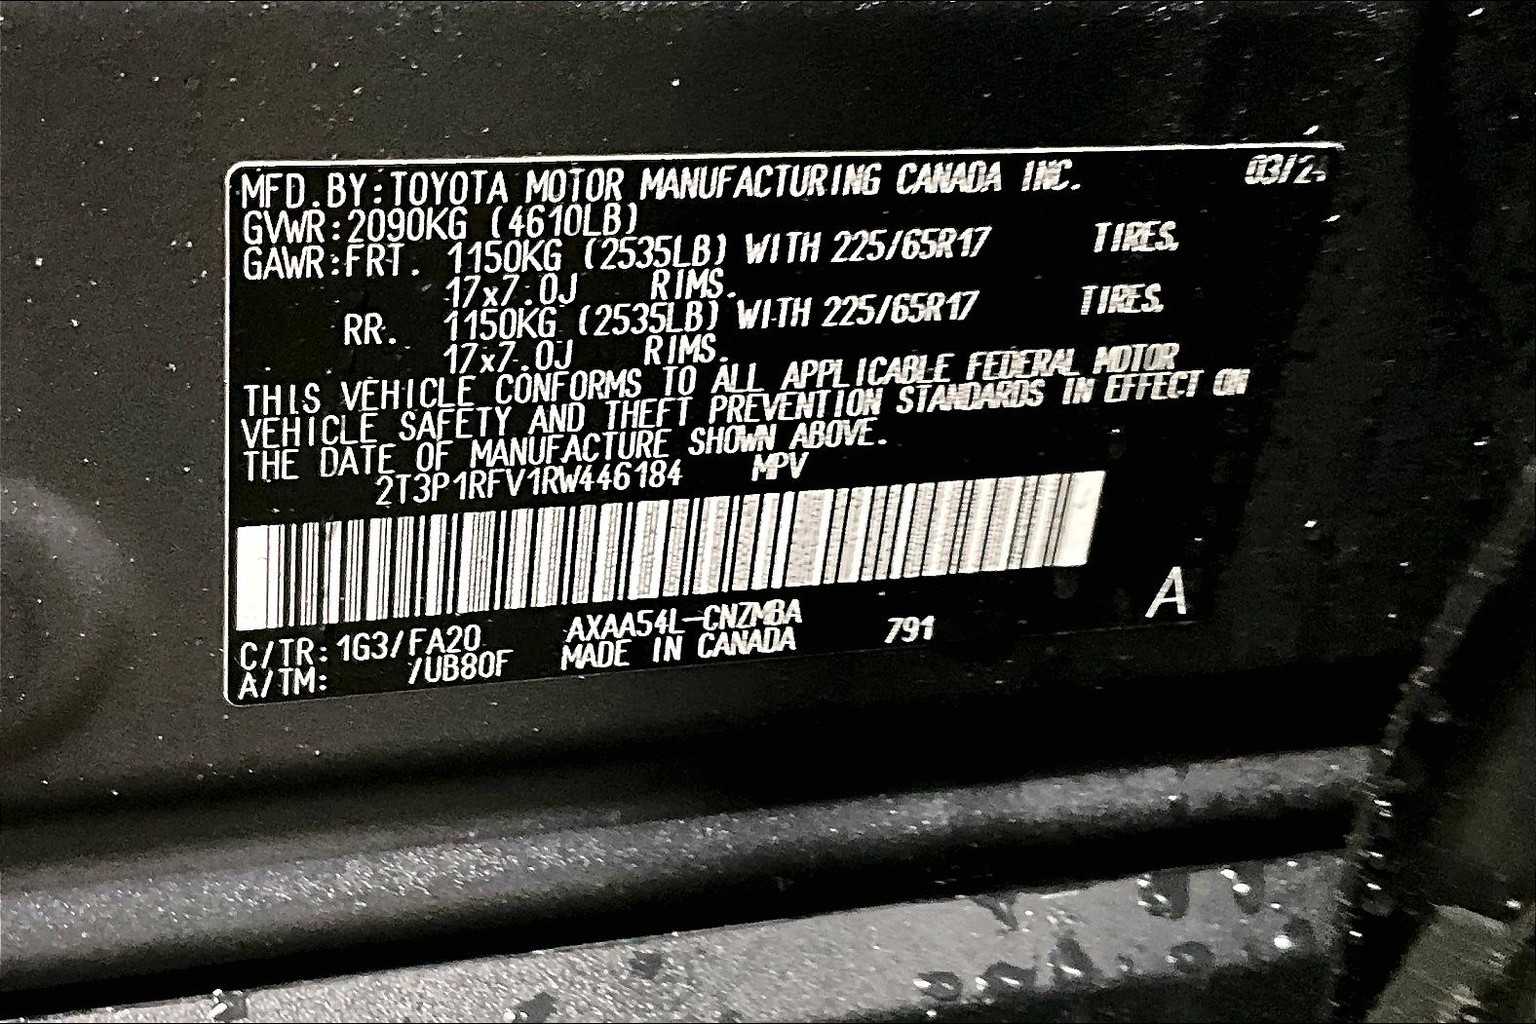 MFD.BY:TOYOTA MOTOR MANUFACTURING CANADA INC. 03/24
GVWR:2090KG (4610LB)
GAWR:FRT. 1150KG (2535LB) WITH 225/65R17 TIRES,
17x7.0J RIMS.
RR. 1150KG (2535LB) WITH 225/65R17 TIRES,
17x7.0J RIMS.
THIS VEHICLE CONFORMS TO ALL APPLICABLE FEDERAL MOTOR
VEHICLE SAFETY AND THEFT PREVENTION STANDARDS IN EFFECT ON
THE DATE OF MANUFACTURE SHOWN ABOVE.
2T3P1RFV1RW446184 MPV
A
C/TR:1G3/FA20 AXAA54L-CNZMBA 791
A/TM: /UB80F MADE IN CANADA